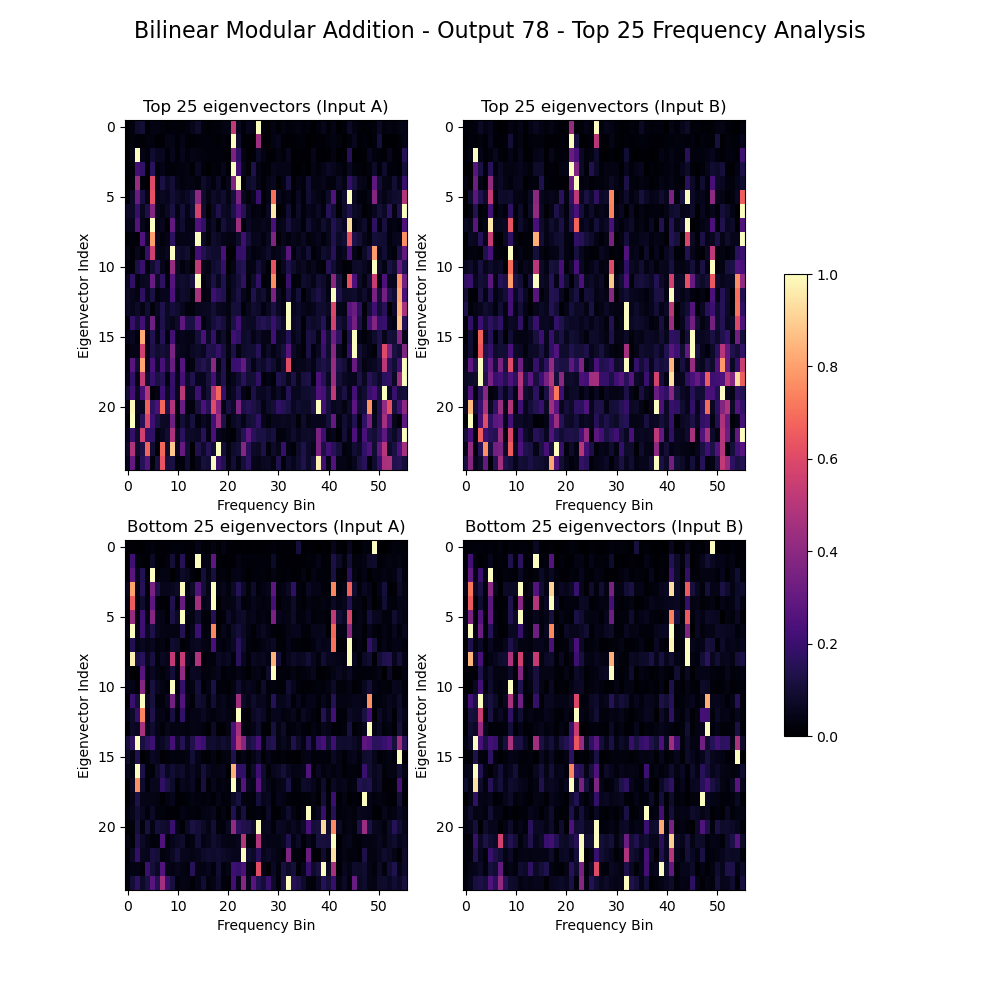 Bilinear Modular Addition - Output 78 - Top 25 Frequency Analysis
Top 25 eigenvectors (Input A)
Top 25 eigenvectors (Input B)
0
5
10
15
20
Eigenvector Index
0 10 20 30 40 50
Frequency Bin
0
5
10
15
20
Eigenvector Index
0 10 20 30 40 50
Frequency Bin
Bottom 25 eigenvectors (Input A)
Bottom 25 eigenvectors (Input B)
0
5
10
15
20
Eigenvector Index
0 10 20 30 40 50
Frequency Bin
0
5
10
15
20
Eigenvector Index
0 10 20 30 40 50
Frequency Bin
1.0
0.8
0.6
0.4
0.2
0.0